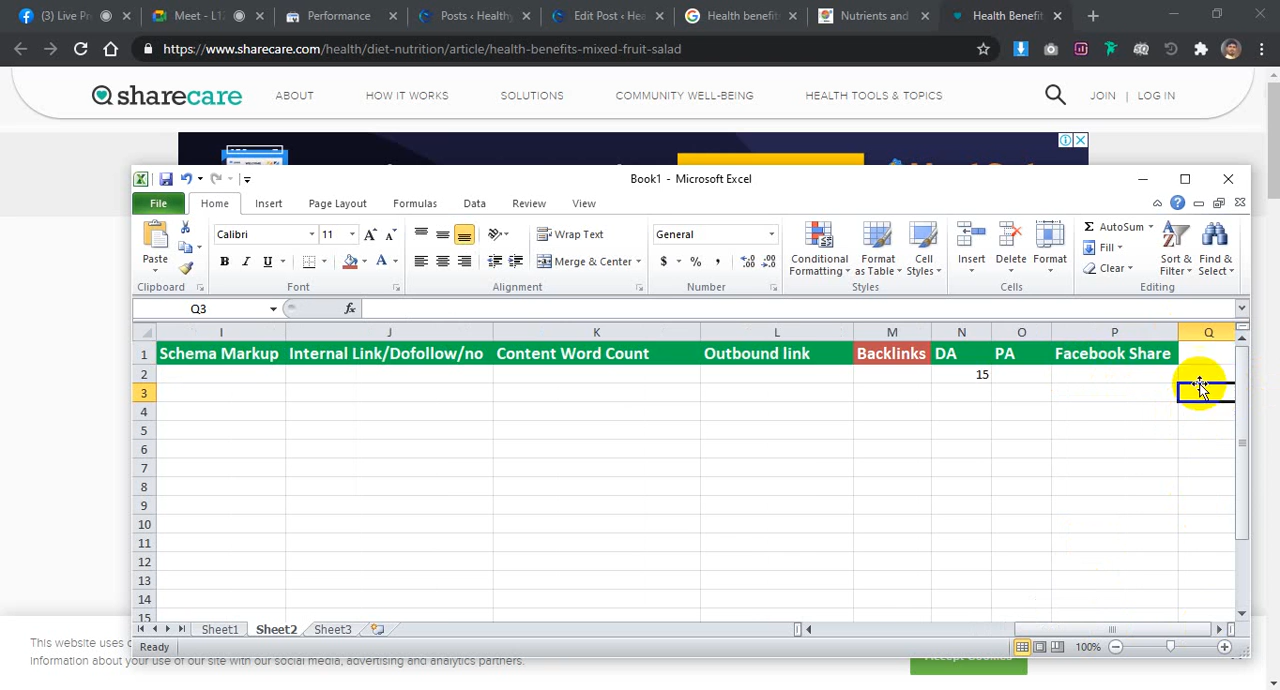 (3) Live Pr
Meet - L1
Performance
Posts ‹ Healthy
Edit Post ‹ Hea
Health benefit
Nutrients and
Health Benefit
https://www.sharecare.com/health/diet-nutrition/article/health-benefits-mixed-fruit-salad
sharecare
ABOUT
HOW IT WORKS
SOLUTIONS
COMMUNITY WELL-BEING
HEALTH TOOLS & TOPICS
JOIN | LOG IN
Book1 - Microsoft Excel
File
Home
Insert
Page Layout
Formulas
Data
Review
View
Calibri
11
Wrap Text
General
AutoSum
Fill
Clear
Paste
B I U
Merge & Center
$ % ,
Conditional
Formatting
Format
as Table
Cell
Styles
Insert
Delete
Format
Sort &
Filter
Find &
Select
Clipboard
Font
Alignment
Number
Styles
Cells
Editing
Q3
fx
I J K L M N O P Q
1 Schema Markup Internal Link/Dofollow/no Content Word Count Outbound link Backlinks DA PA Facebook Share
2 15
3
4
5
6
7
8
9
10
11
12
13
14
15
Sheet1 Sheet2 Sheet3
Ready
100%
This website uses
information about your use of our site with our social media, advertising and analytics partners.
Accept Cookies